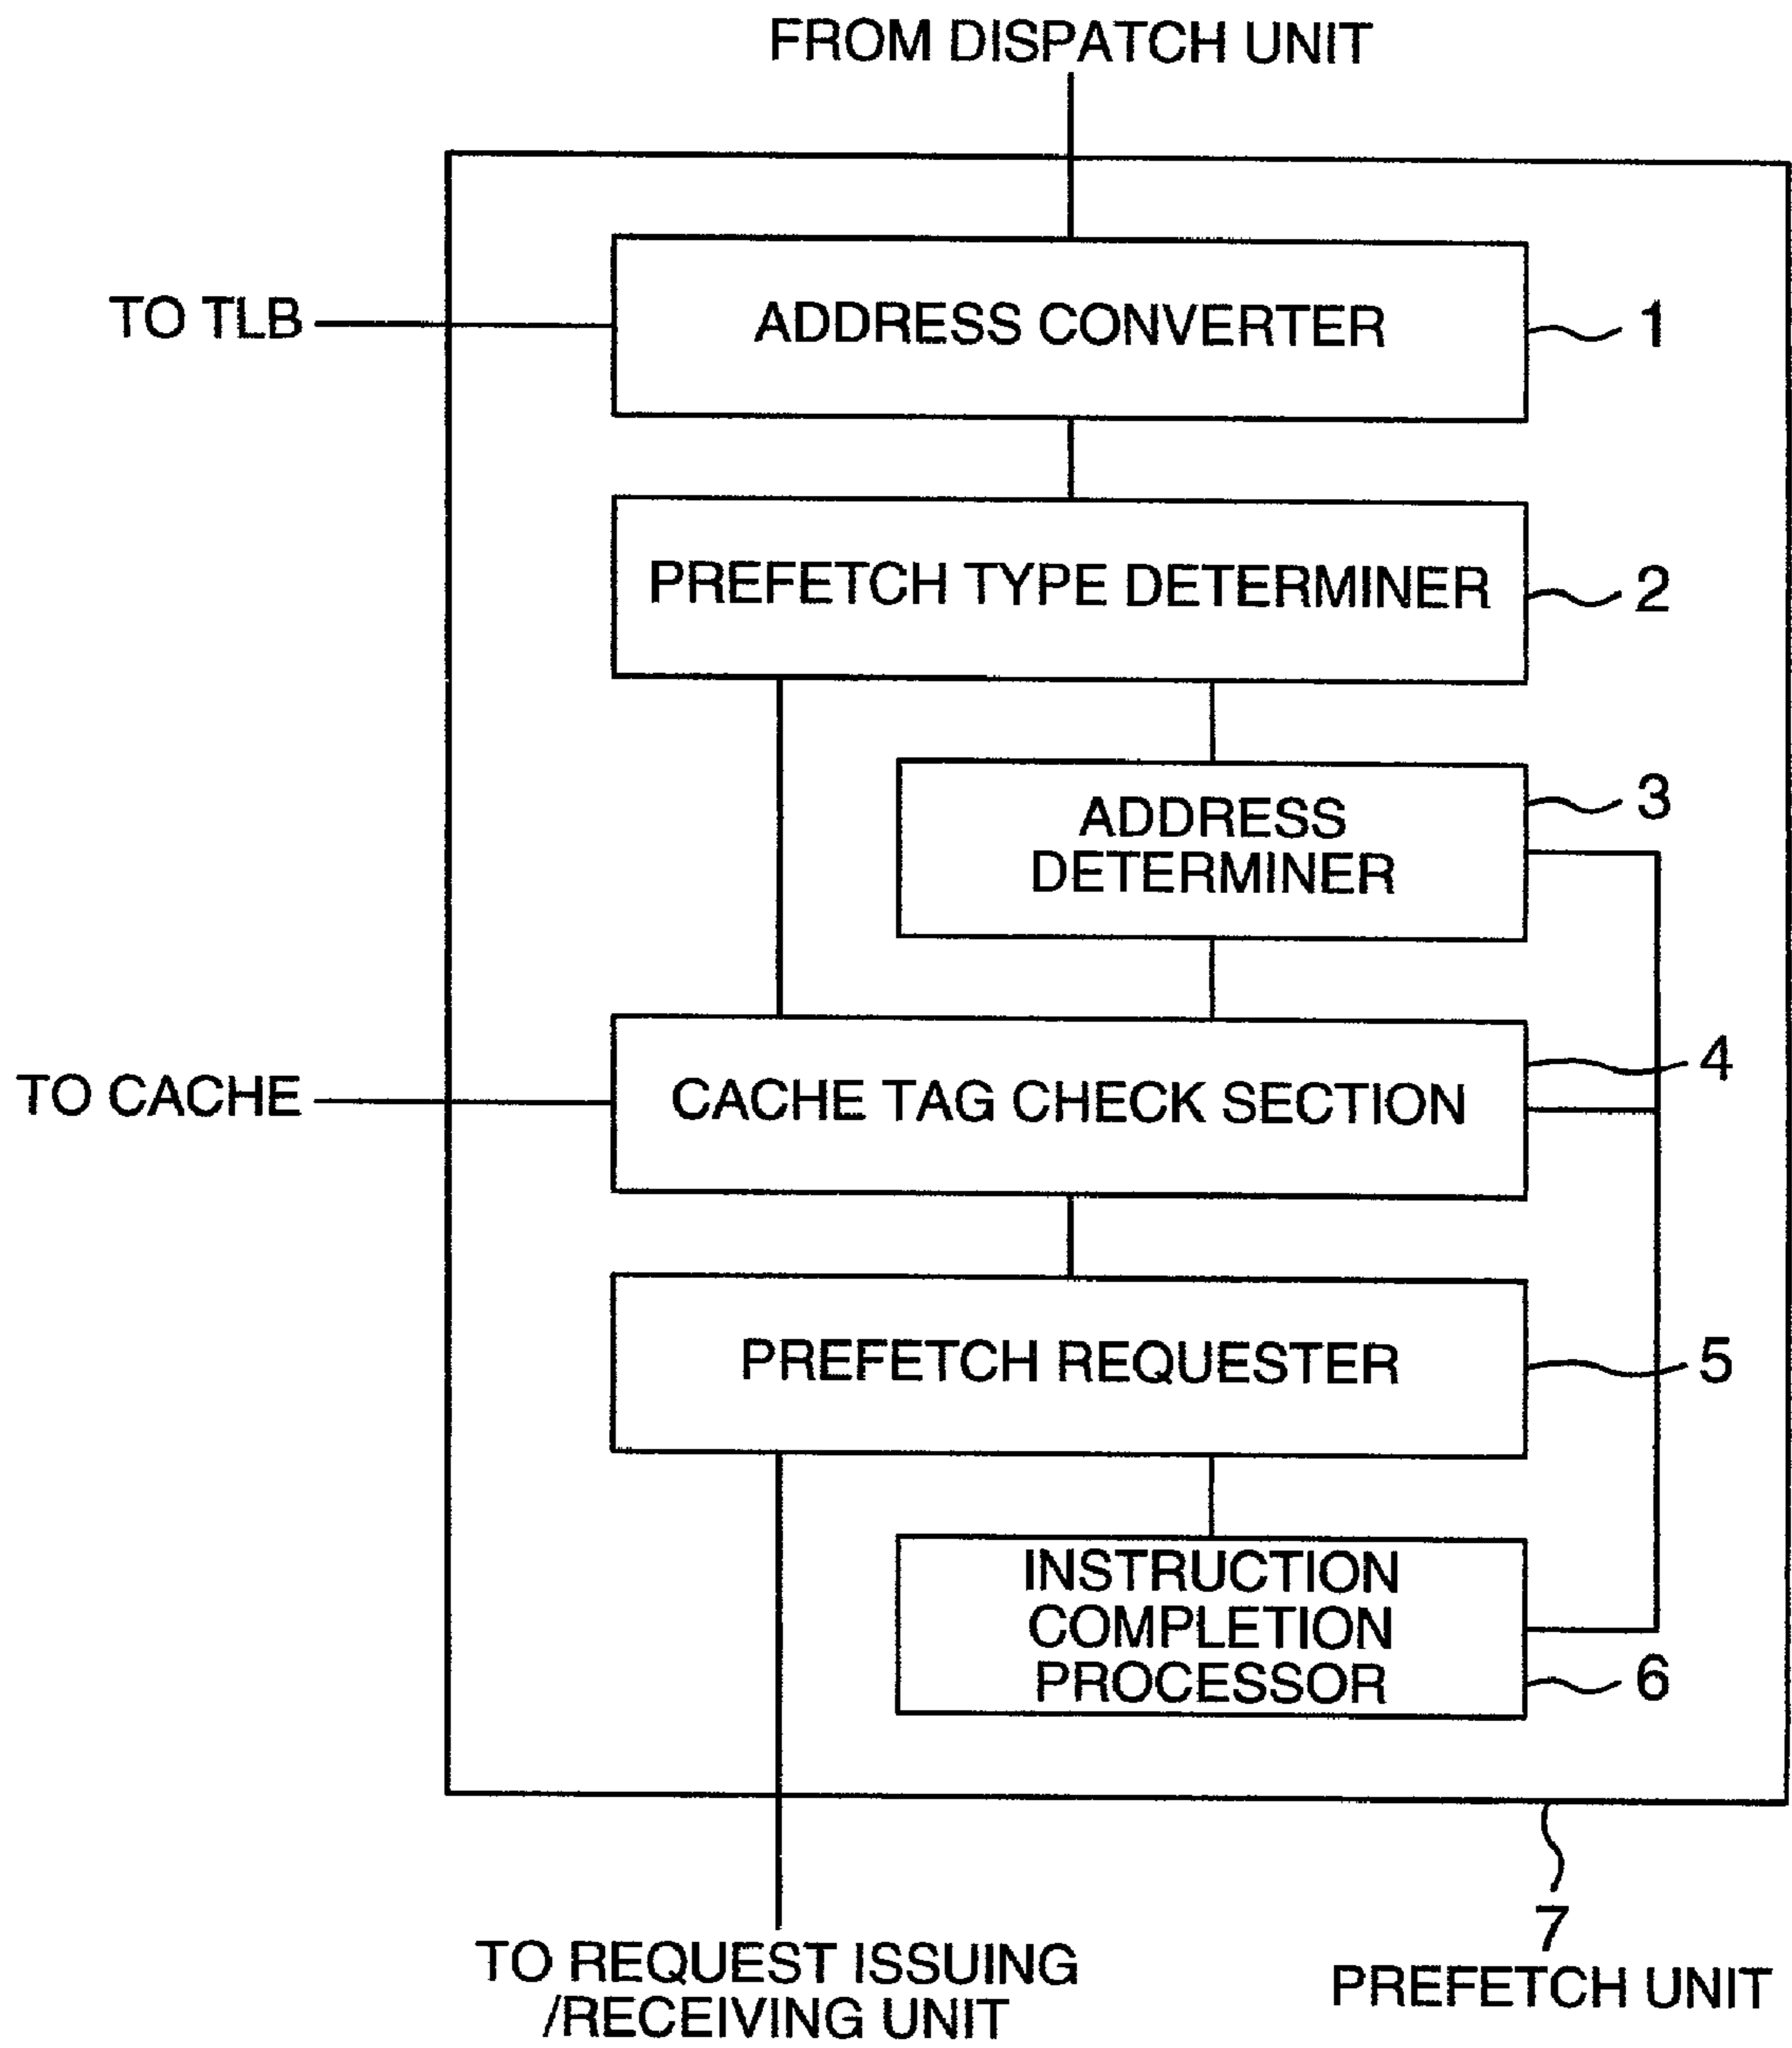 FROM DISPATCH UNIT
TO TLB
ADDRESS CONVERTER
1
PREFETCH TYPE DETERMINER
2
ADDRESS
DETERMINER
3
TO CACHE
CACHE TAG CHECK SECTION
4
PREFETCH REQUESTER
5
INSTRUCTION
COMPLETION
PROCESSOR
6
TO REQUEST ISSUING
/RECEIVING UNIT
7
PREFETCH UNIT